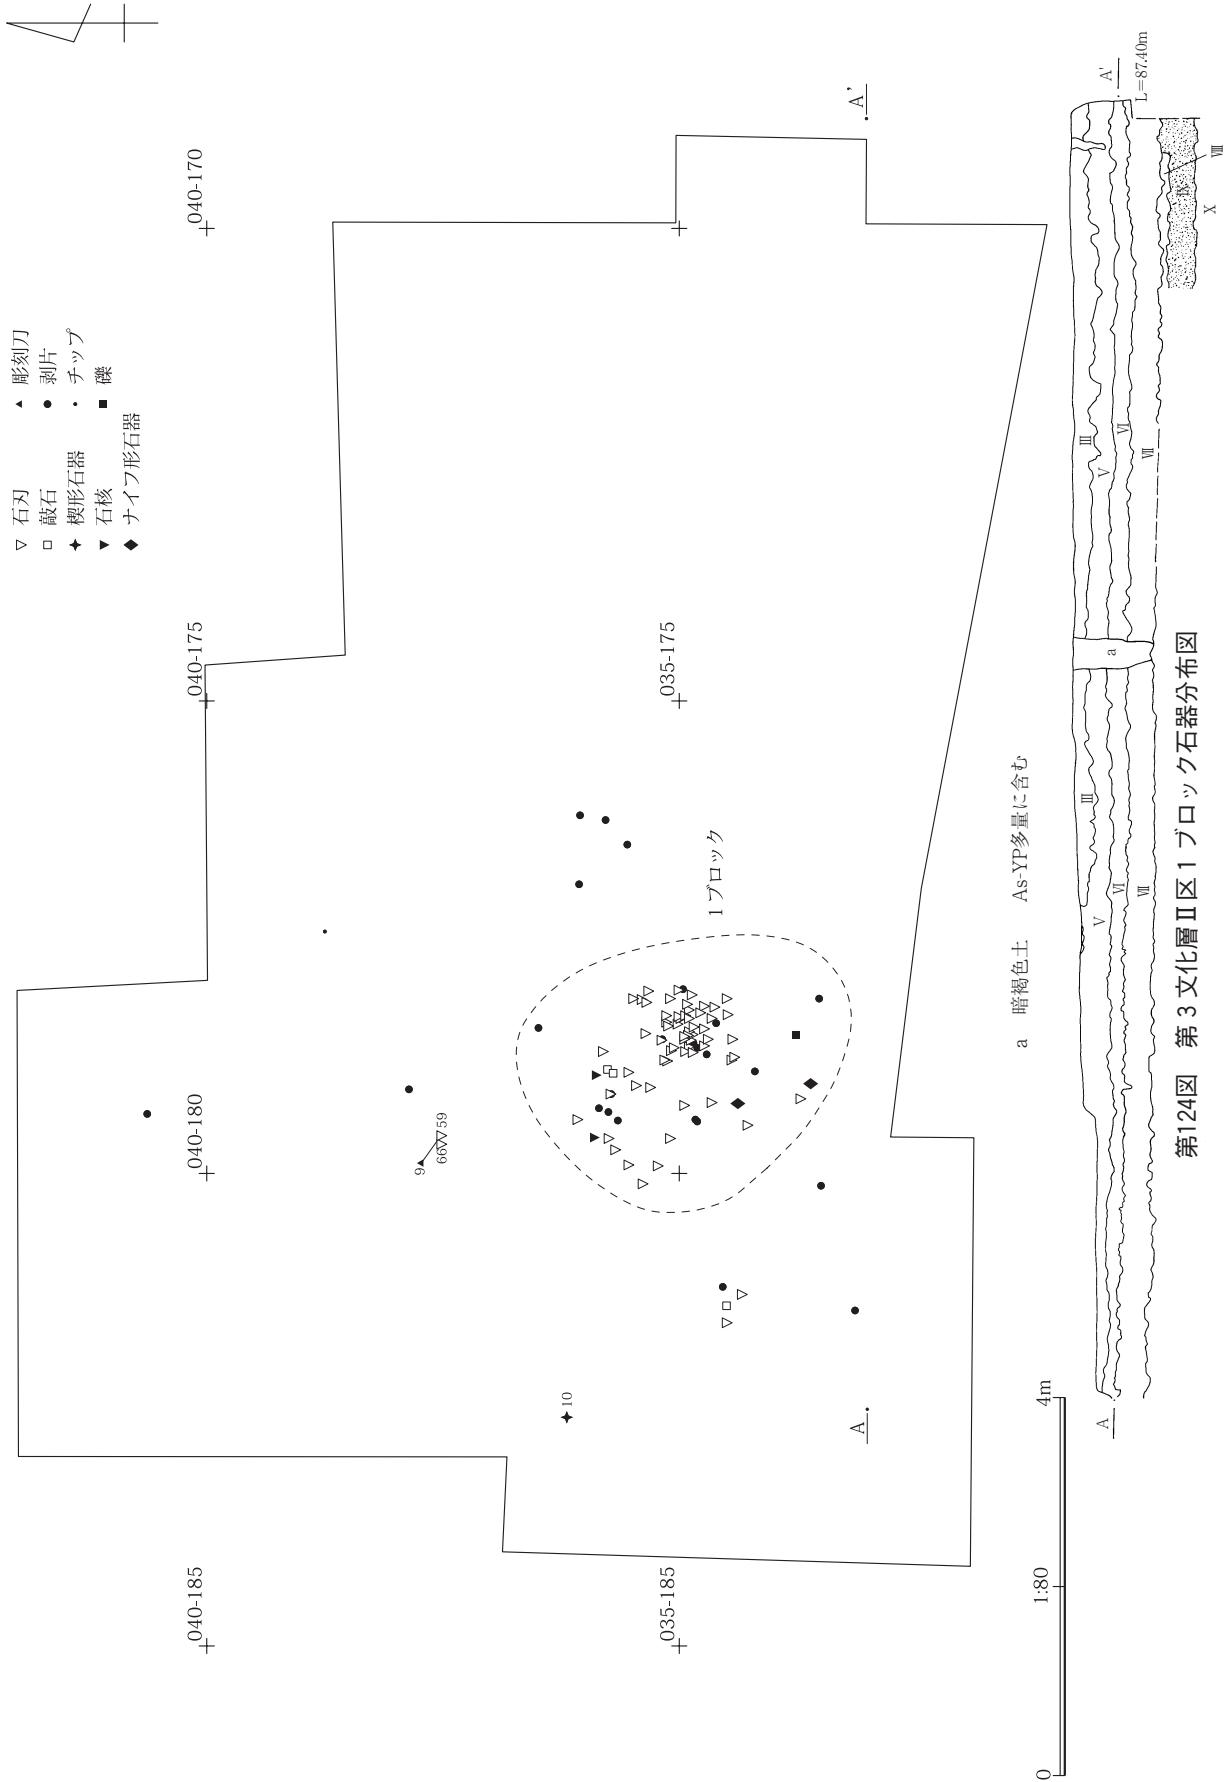 ▽ 石刃
□ 敲石
✦ 楔形石器
▼ 石核
◆ ナイフ形石器
▲ 彫刻刀
● 剥片
・ チップ
■ 礫
040-185
040-180
040-175
040-170
9
66
59
10
035-185
1ブロック
035-175
A
A’
a 暗褐色土 As-YP多量に含む
0
1:80
4m
A
A'
L=87.40m
Ⅲ
Ⅲ
Ⅴ
Ⅴ
a
Ⅵ
Ⅵ
Ⅶ
Ⅶ
Ⅷ
Ⅸ
Ⅹ
第124図 第3文化層Ⅱ区1ブロック石器分布図